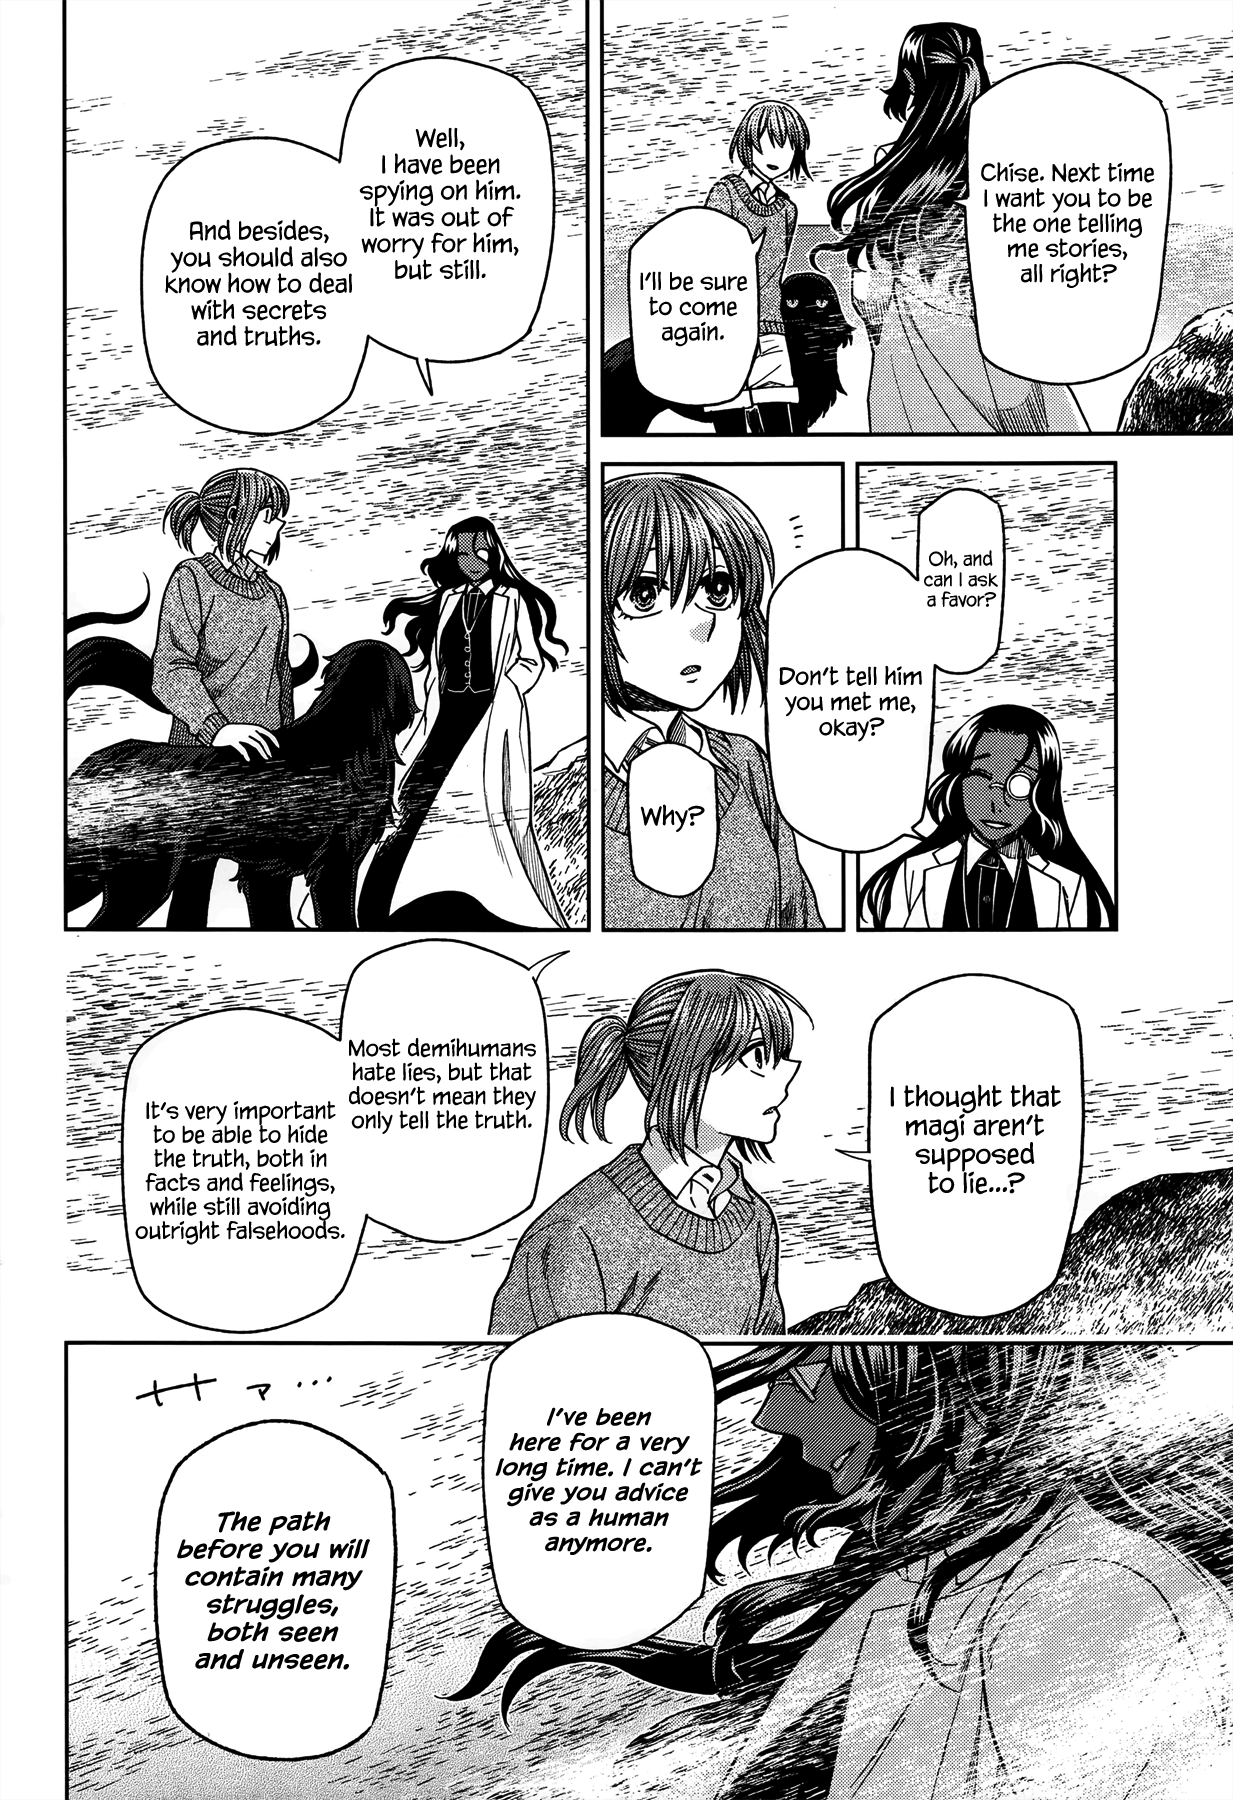 Chise. Next time
I want you to be
the one telling
me stories,
all right?
I'll be sure
to come
again.
Oh, and
can I ask
a favor?
Don't tell him
you met me,
okay?
Why?
Well,
I have been
spying on him.
It was out of
worry for him,
but still.
And besides,
you should also
know how to deal
with secrets
and truths.
I thought that
magi aren't
supposed
to lie...?
Most demihumans
hate lies, but that
doesn't mean they
only tell the truth.
It's very important
to be able to hide
the truth, both in
facts and feelings,
while still avoiding
outright falsehoods.
I've been
here for a very
long time. I can't
give you advice
as a human
anymore.
The path
before you will
contain many
struggles,
both seen
and unseen.